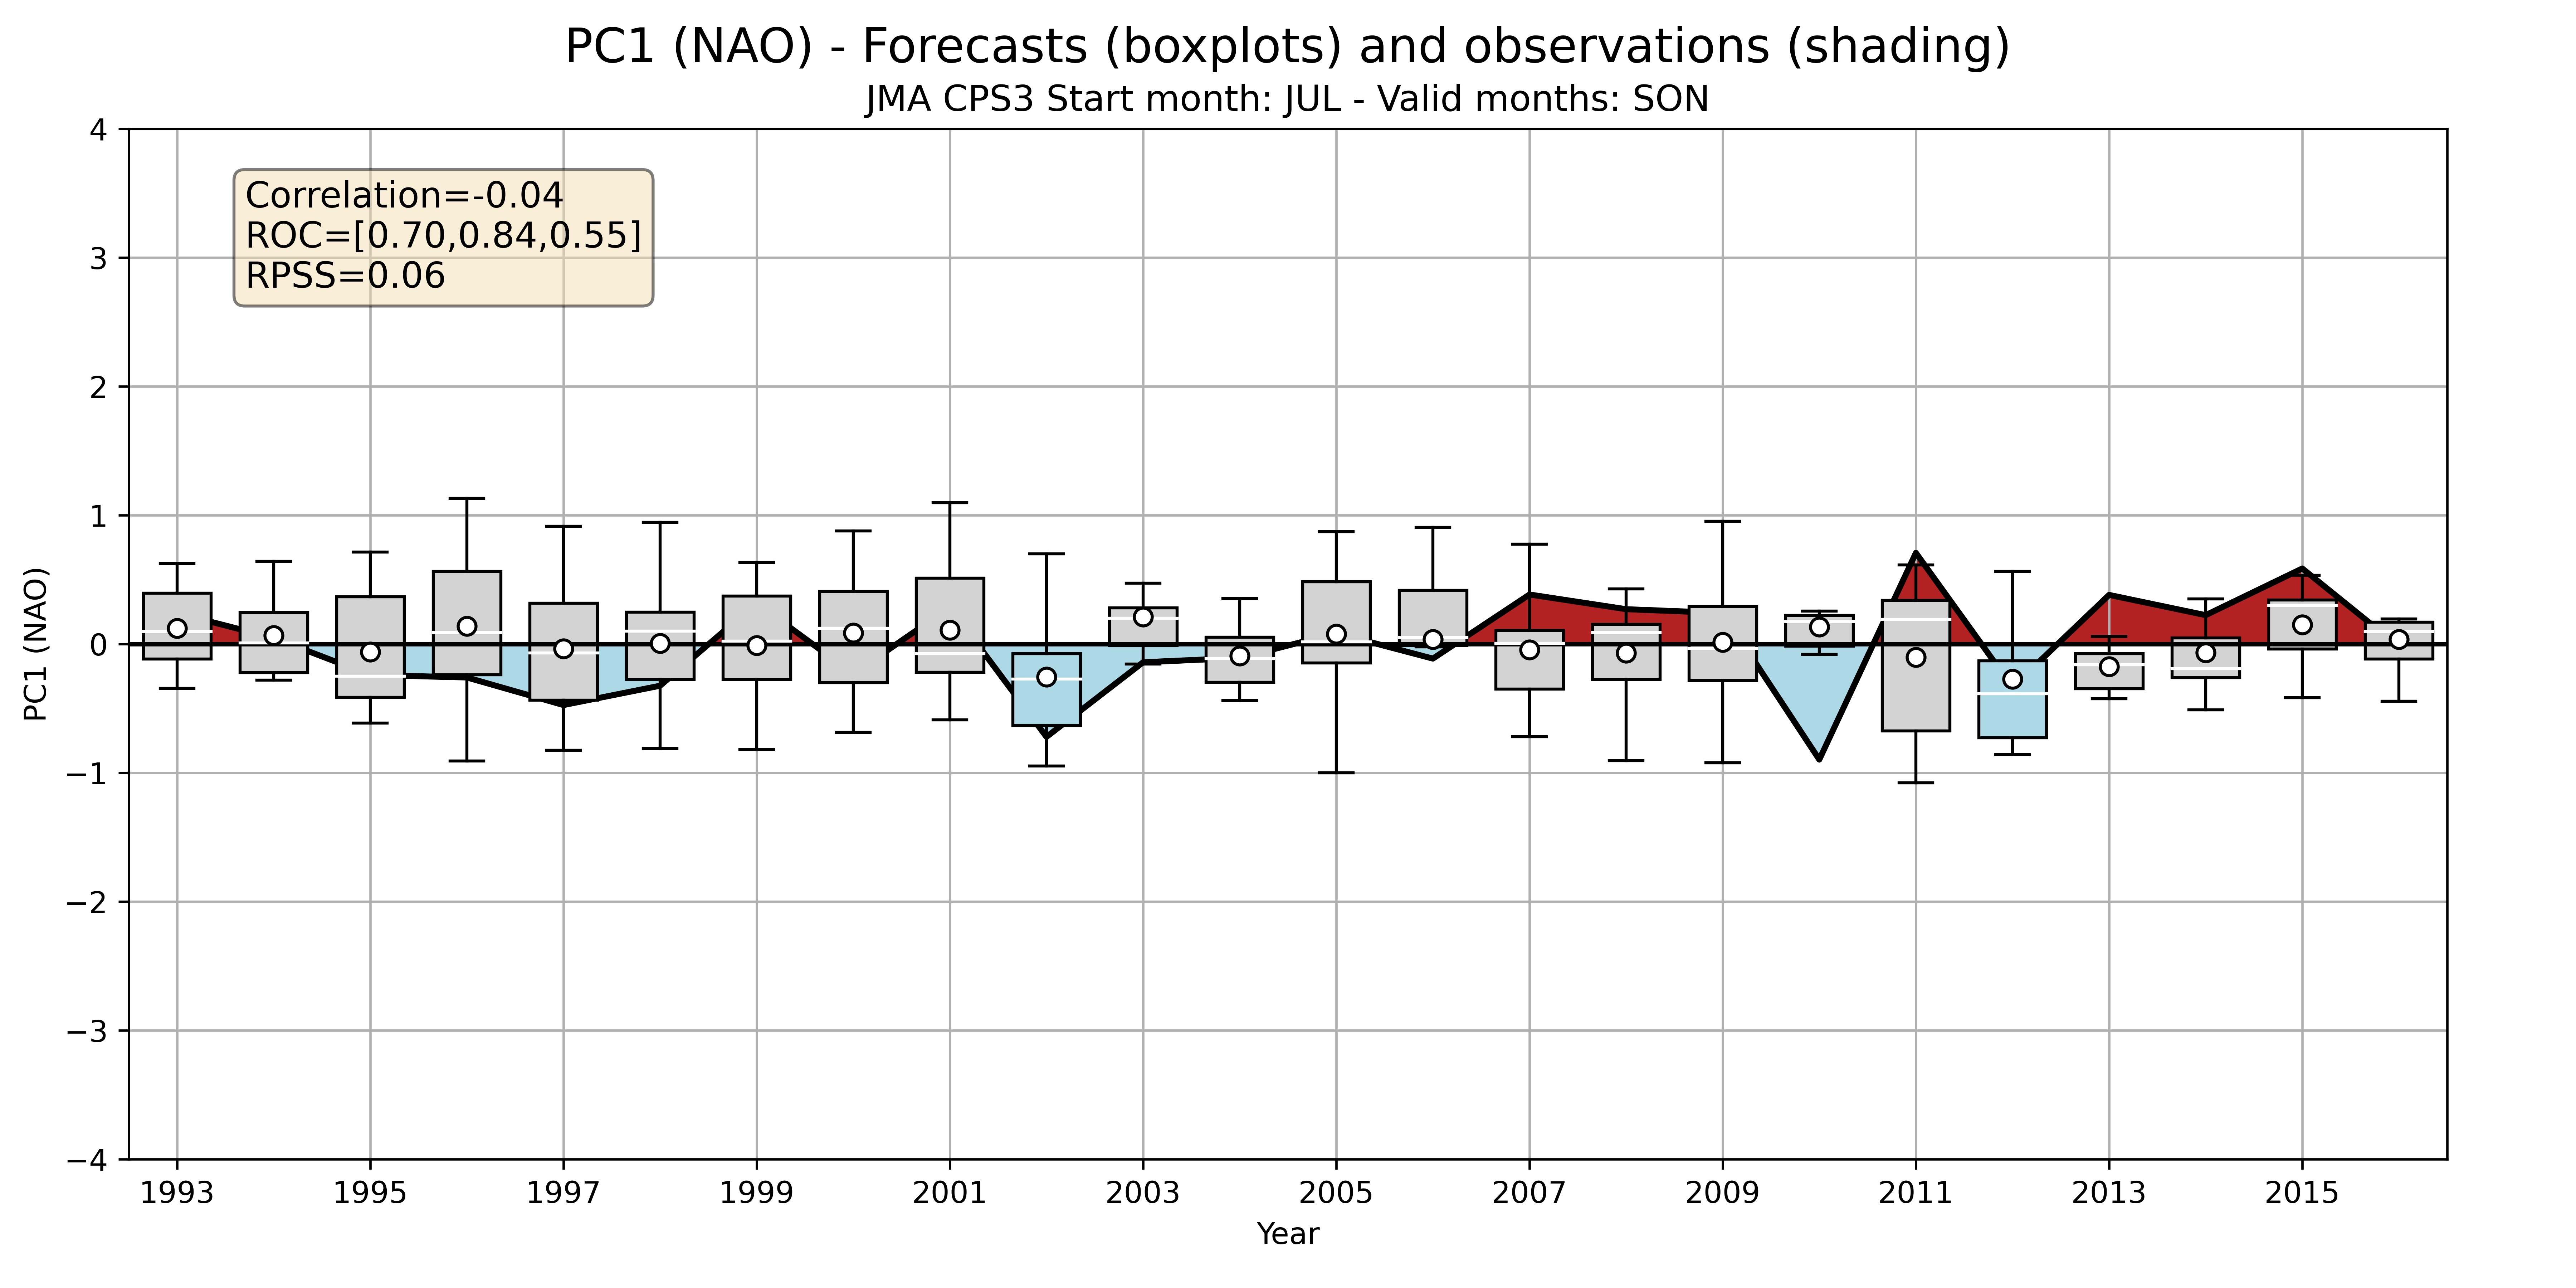 PC1 (NAO) - Forecasts (boxplots) and observations (shading)
JMA CPS3 Start month: JUL - Valid months: SON
Correlation=-0.04
ROC=[0.70,0.84,0.55]
RPSS=0.06
PC1 (NAO)
4
3
2
1
0
−1
−2
−3
−4
1993 1995 1997 1999 2001 2003 2005 2007 2009 2011 2013 2015
Year